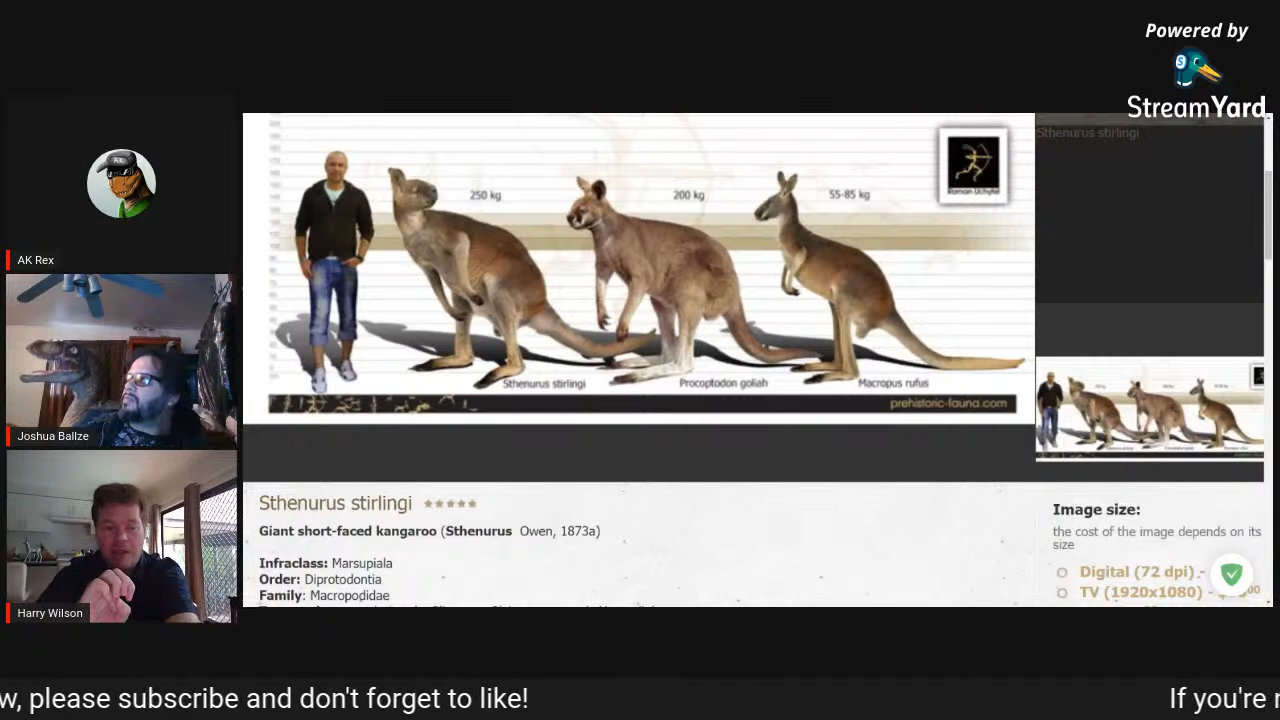 Powered by
StreamYard
Sthenurus stirlingi
AK
250 kg
200 kg
55-85 kg
Roman Uchytel
AK Rex
Sthenurus stirlingi
Procoptodon goliah
Macropus rufus
prehistoric-fauna.com
Joshua Ballze
Sthenurus stirlingi
Giant short-faced kangaroo (Sthenurus Owen, 1873a)
Infraclass: Marsupiala
Order: Diprotodontia
Family: Macropodidae
Image size:
the cost of the image depends on its
size
Digital (72 dpi) -
TV (1920x1080) -
Harry Wilson
w, please subscribe and don't forget to like!
If you're